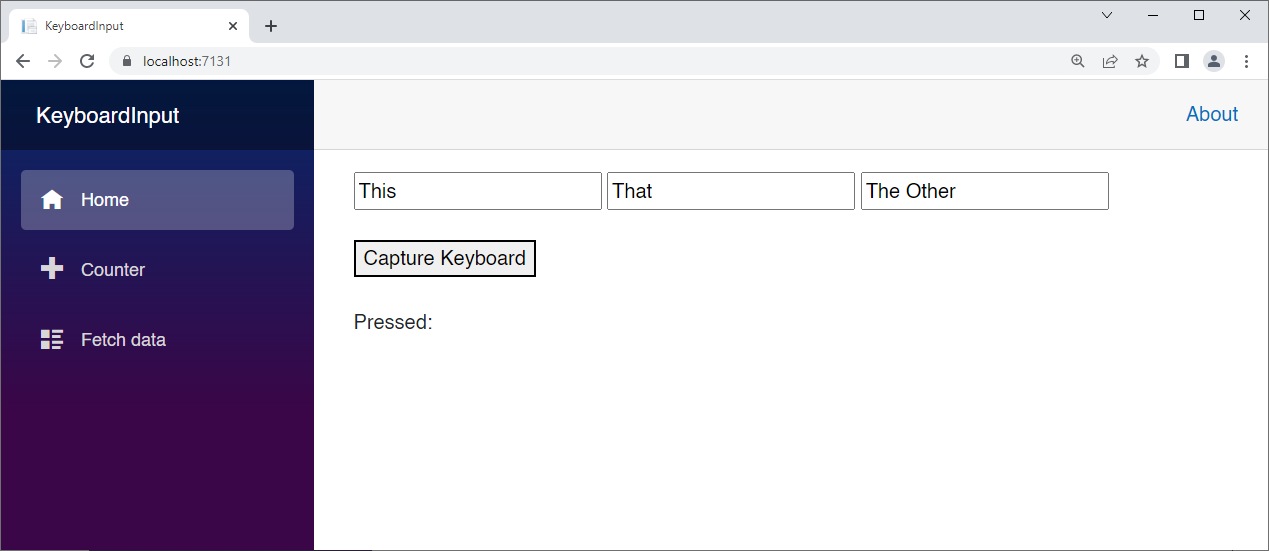 KeyboardInput
localhost:7131
KeyboardInput
About
Home
Counter
Fetch data
This That The Other
Capture Keyboard
Pressed: